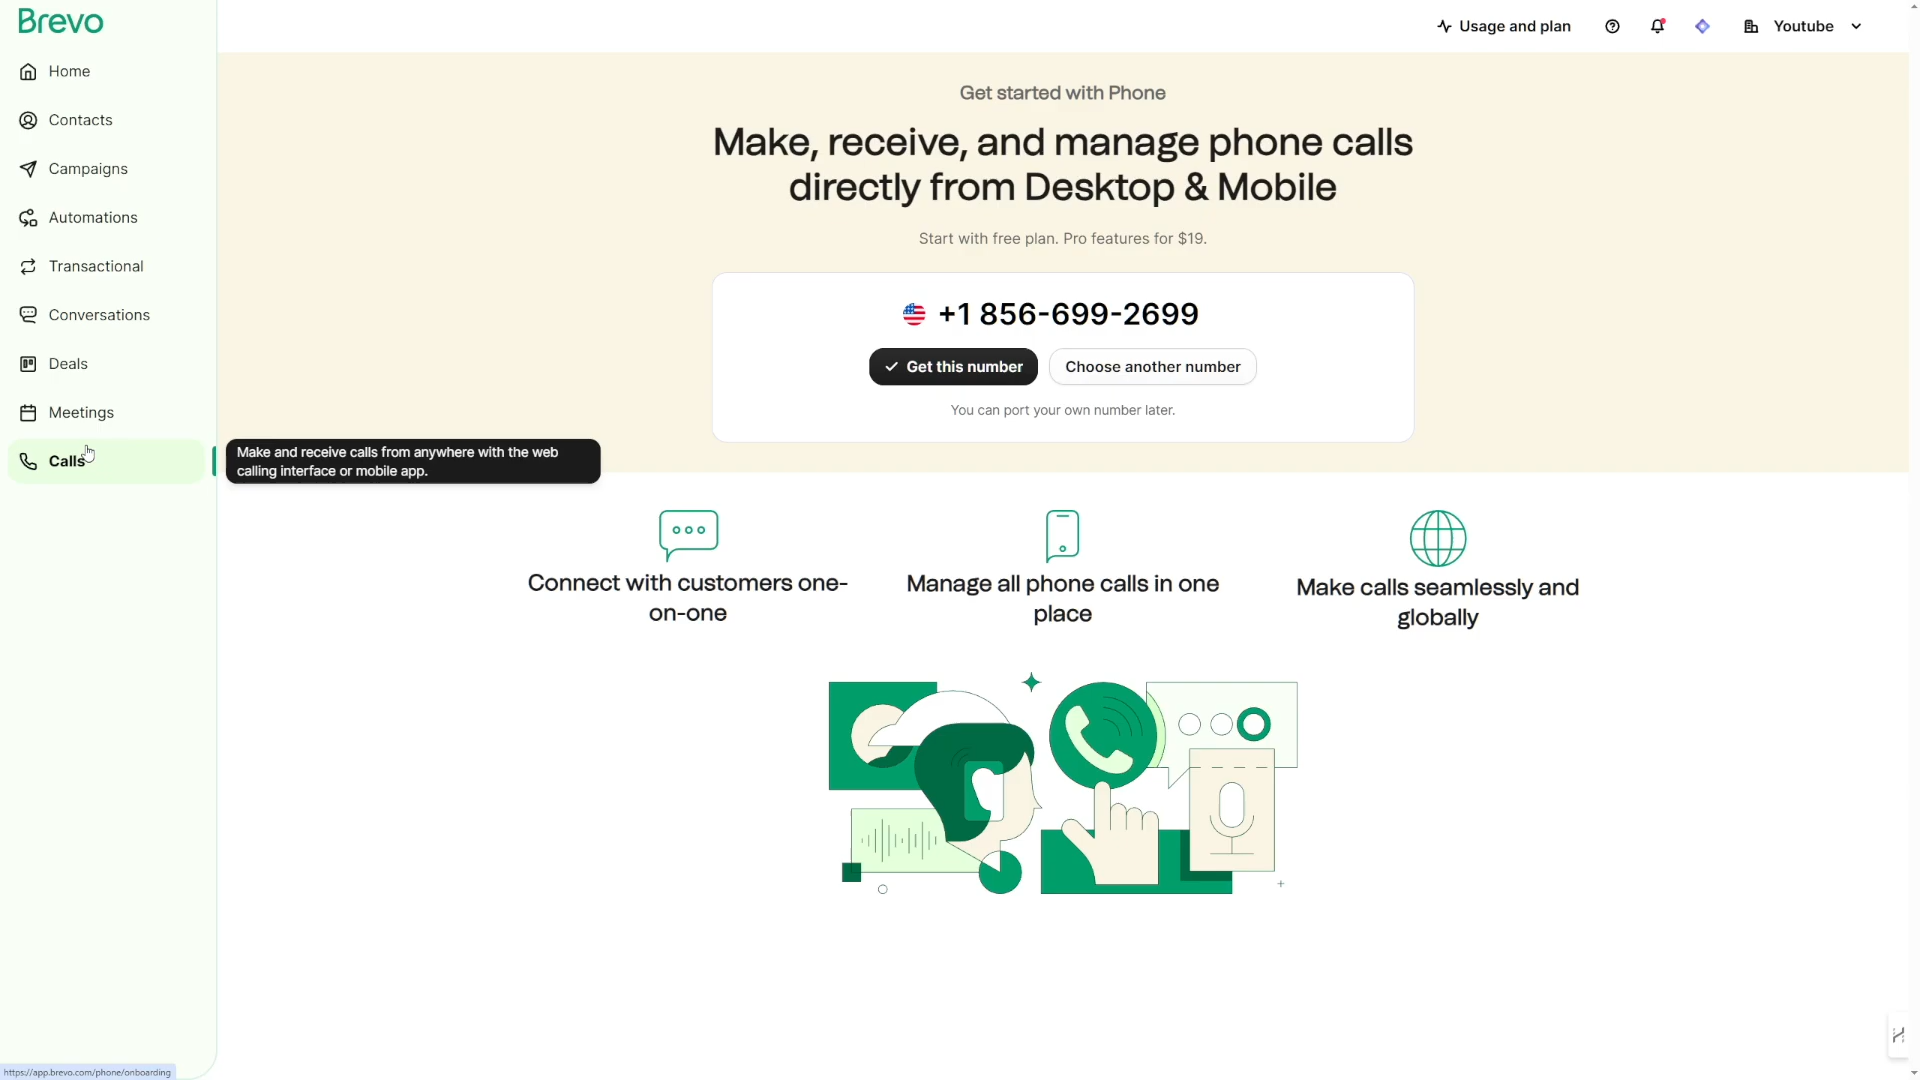 Brevo
Usage and plan
Youtube
Home
Contacts
Campaigns
Automations
Transactional
Conversations
Deals
Meetings
Calls
Make and receive calls from anywhere with the web
calling interface or mobile app.
Get started with Phone
Make, receive, and manage phone calls
directly from Desktop & Mobile
Start with free plan. Pro features for $19.
+1 856-699-2699
Get this number
Choose another number
You can port your own number later.
Connect with customers one-
on-one
Manage all phone calls in one
place
Make calls seamlessly and
globally
https://app.brevo.com/phone/onboarding